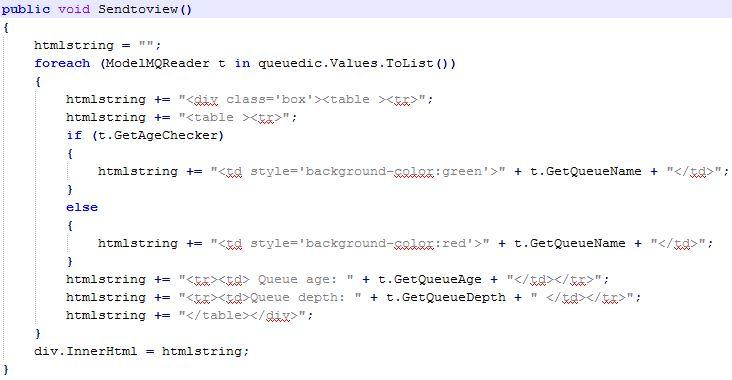 public void Sendtoview()
{
    htmlstring = "";
    foreach (ModelMQReader t in queuedic.Values.ToList())
    {
        htmlstring += "<div class='box'><table ><tr>";
        htmlstring += "<table ><tr>";
        if (t.GetAgeChecker)
        {
            htmlstring += "<td style='background-color:green'>" + t.GetQueueName + "</td>";
        }
        else
        {
            htmlstring += "<td style='background-color:red'>" + t.GetQueueName + "</td>";
        }
        htmlstring += "<tr><td> Queue age: " + t.GetQueueAge + "</td></tr>";
        htmlstring += "<tr><td>Queue depth: " + t.GetQueueDepth + " </td></tr>";
        htmlstring += "</table></div>";
    }
    div.InnerHtml = htmlstring;
}